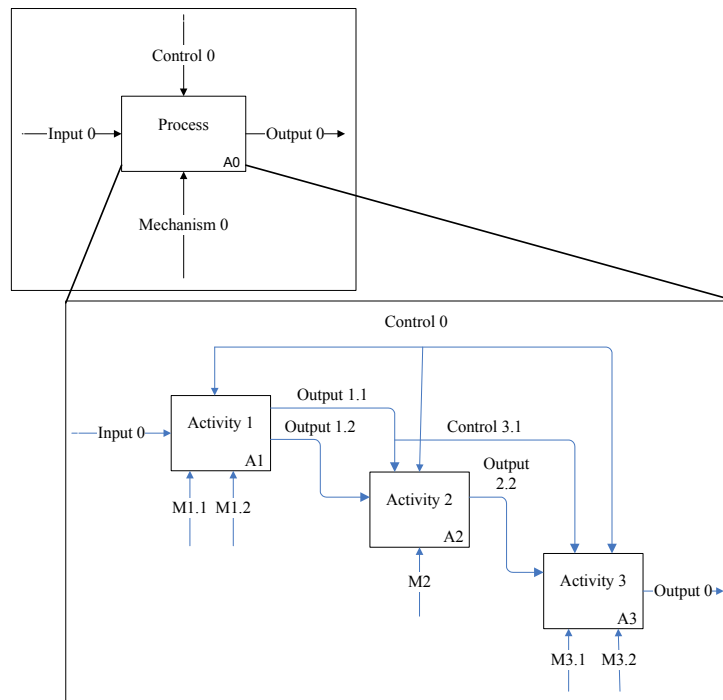 Control 0
Process
Input 0
Output 0
A0
Mechanism 0
Control 0
Output 1.1
Activity 1
Output 1.2
Control 3.1
Input 0
A1
Output
2.2
M1.1
M1.2
Activity 2
A2
Activity 3
M2
Output 0
A3
M3.1
M3.2